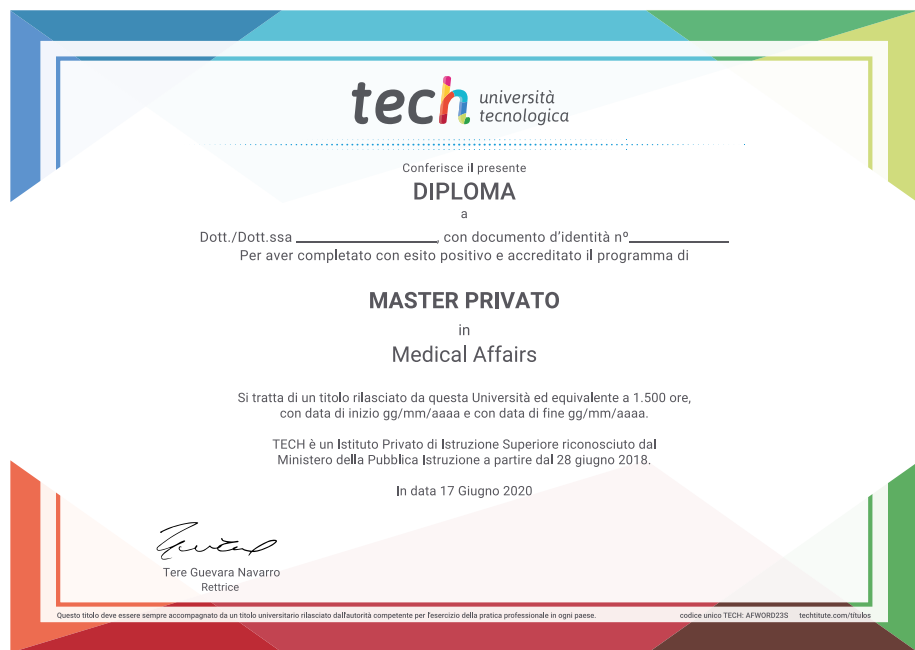 tech università
tecnologica
Conferisce il presente
DIPLOMA
a
Dott./Dott.ssa ________________, con documento d'identità nº____________
Per aver completato con esito positivo e accreditato il programma di
MASTER PRIVATO
in
Medical Affairs
Si tratta di un titolo rilasciato da questa Università ed equivalente a 1.500 ore,
con data di inizio gg/mm/aaaa e con data di fine gg/mm/aaaa.
TECH è un Istituto Privato di Istruzione Superiore riconosciuto dal
Ministero della Pubblica Istruzione a partire dal 28 giugno 2018.
In data 17 Giugno 2020
Tere Guevara Navarro
Rettrice
Questo titolo deve essere sempre accompagnato da un titolo universitario rilasciato dall'autorità competente per l'esercizio della pratica professionale in ogni paese. codice unico TECH: AFWORD23S techtitute.com/titulos